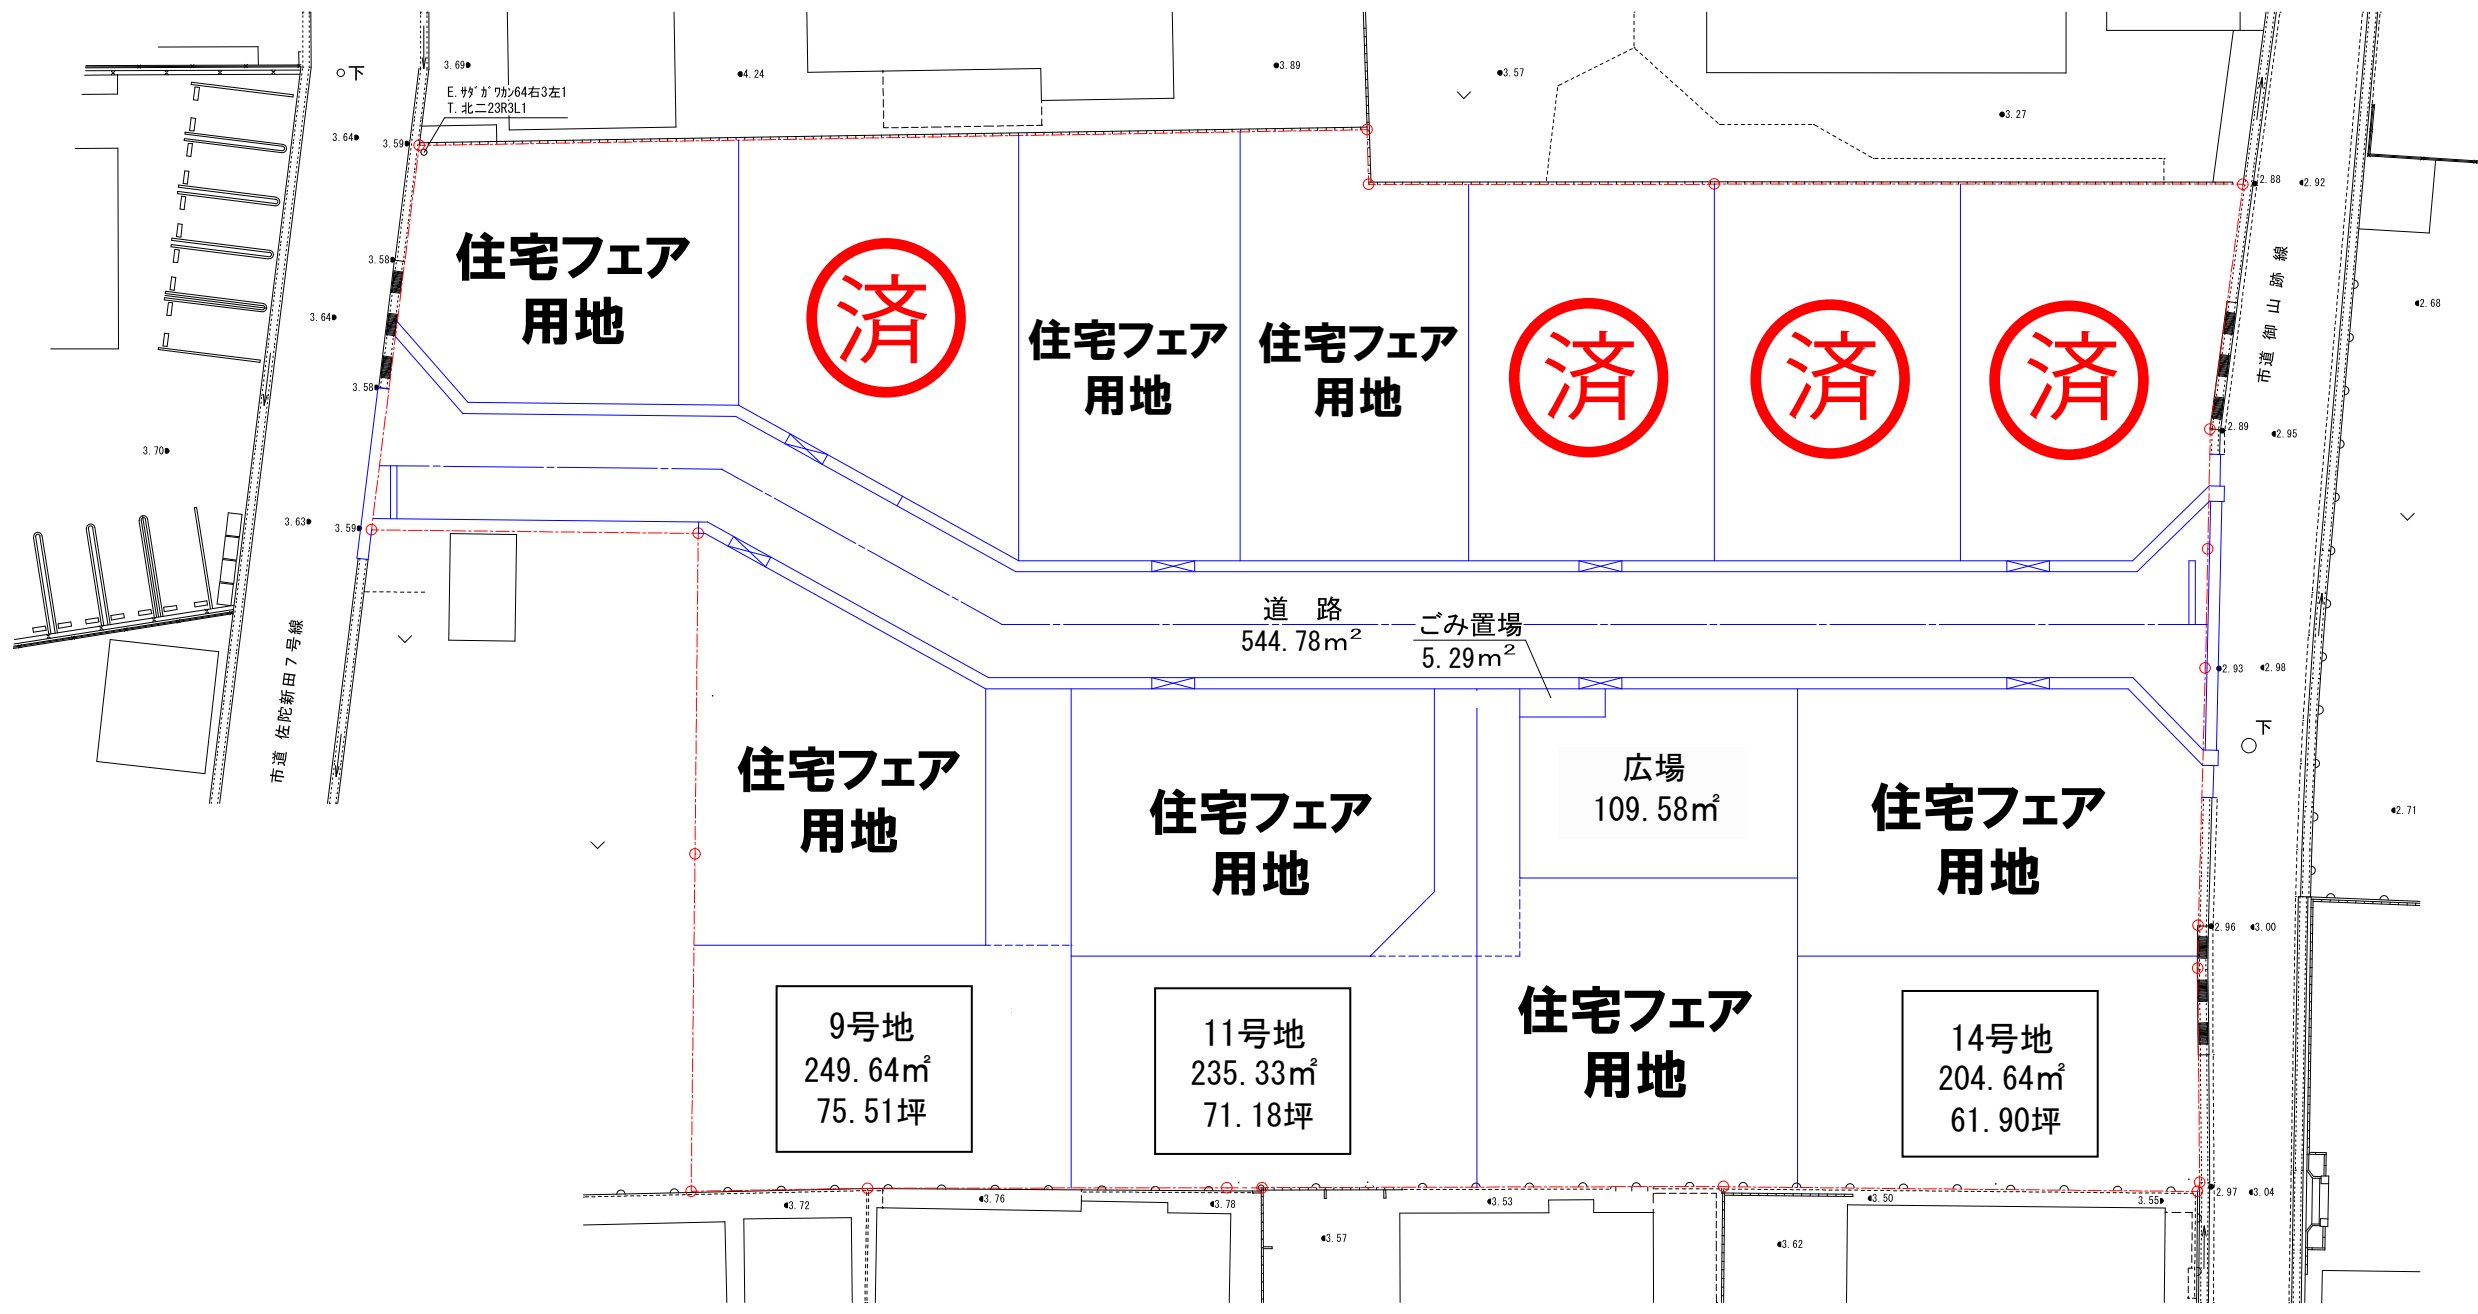 下
3.69
4.24
3.89
3.57
3.27
E. ｻﾀﾞｶﾞﾜｶﾝ64右3左1
T. 北二23R3L1
3.64
3.59
2.88
2.92
住宅フェア
用地
済
住宅フェア
用地
住宅フェア
用地
済
済
済
3.58
3.64
3.58
市道 御山跡線
2.68
2.89
2.95
3.70
3.63
3.59
道 路
544.78m²
ごみ置場
5.29m²
2.93
2.98
下
市道 佐陀新田7号線
住宅フェア
用地
住宅フェア
用地
広場
109.58㎡
住宅フェア
用地
2.71
2.96
3.00
9号地
249.64㎡
75.51坪
11号地
235.33㎡
71.18坪
住宅フェア
用地
14号地
204.64㎡
61.90坪
3.72
3.76
3.78
3.57
3.53
3.62
3.50
3.55
2.97
3.04